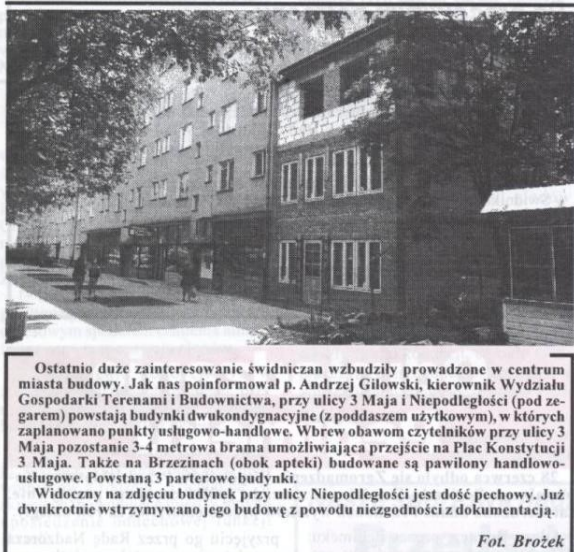 Ostatnio duże zainteresowanie świdniczan wzbudziły prowadzone w centrum
miasta budowy. Jak nas poinformował p. Andrzej Gilowski, kierownik Wydziału
Gospodarki Terenami i Budownictwa, przy ulicy 3 Maja i Niepodległości (pod ze-
garem) powstają budynki dwukondygnacyjne (z poddaszem użytkowym), w których
zaplanowano punkty usługowo-handlowe. Wbrew obawom czytelników przy ulicy 3
Maja pozostanie 3-4 metrowa brama umożliwiająca przejście na Plac Konstytucji
3 Maja. Także na Brzezinach (obok apteki) budowane są pawilony handlowo-
usługowe. Powstaną 3 parterowe budynki.
Widoczny na zdjęciu budynek przy ulicy Niepodległości jest dość pechowy. Już
dwukrotnie wstrzymywano jego budowę z powodu niezgodności z dokumentacją.
Fot. Brożek